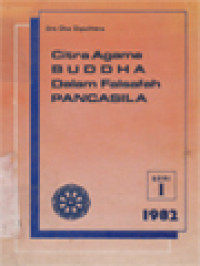 Drs. Oka Diputhera
Citra Agama
BUDDHA
Dalam Falsafah
PANCASILA
SERI
I
1982